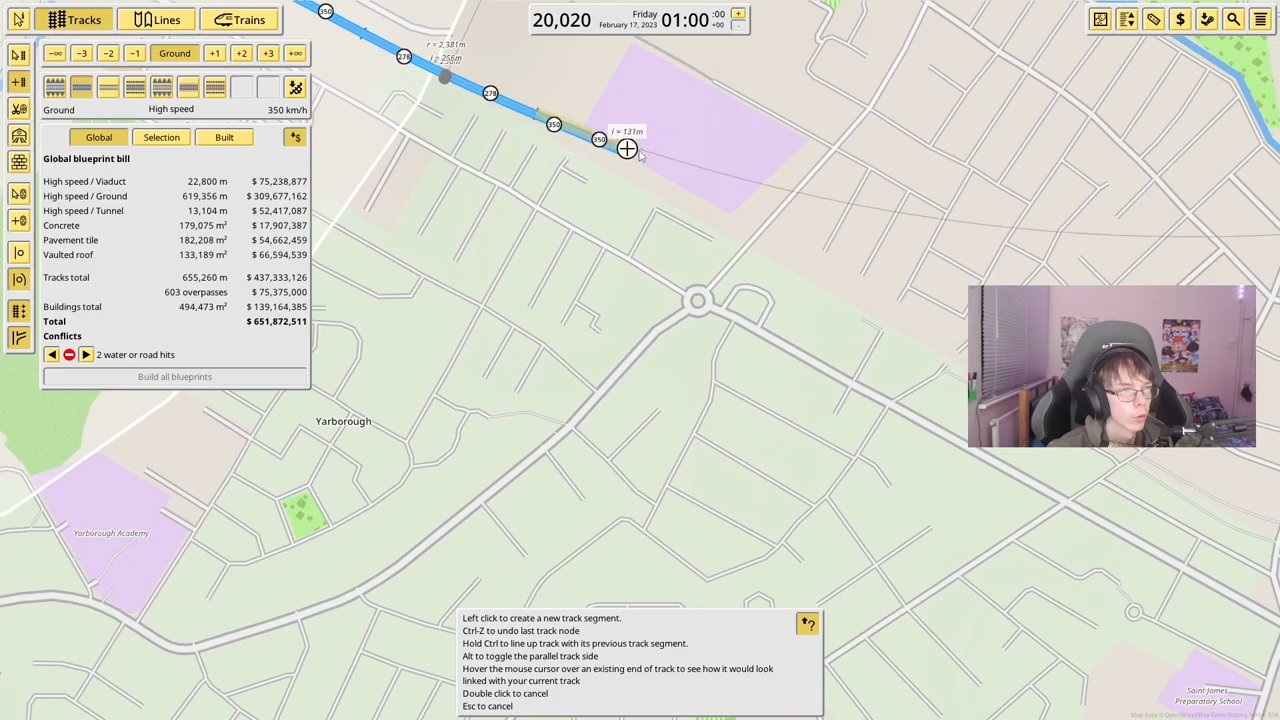 Tracks
Lines
Trains
20,020
Friday
February 17, 2023
01:00
:00
+00
+
-
-∞
-3
-2
-1
Ground
+1
+2
+3
+∞
Ground
High speed
350 km/h
Global
Selection
Built
Global blueprint bill
High speed / Viaduct 22,800 m $ 75,238,877
High speed / Ground 619,356 m $ 309,677,162
High speed / Tunnel 13,104 m $ 52,417,087
Concrete 179,075 m² $ 17,907,387
Pavement tile 182,208 m² $ 54,662,459
Vaulted roof 133,189 m² $ 66,594,539
Tracks total 655,260 m $ 437,333,126
603 overpasses $ 75,375,000
Buildings total 494,473 m² $ 139,164,385
Total $ 651,872,511
Conflicts
2 water or road hits
Build all blueprints
350
278
r = 2,381m
l = 256m
278
350
350
l = 131m
Yarborough
Yarborough Academy
Saint James
Preparatory School
Left click to create a new track segment.
Ctrl-Z to undo last track node
Hold Ctrl to line up track with its previous track segment.
Alt to toggle the parallel track side
Hover the mouse cursor over an existing end of track to see how it would look
linked with your current track
Double click to cancel
Esc to cancel